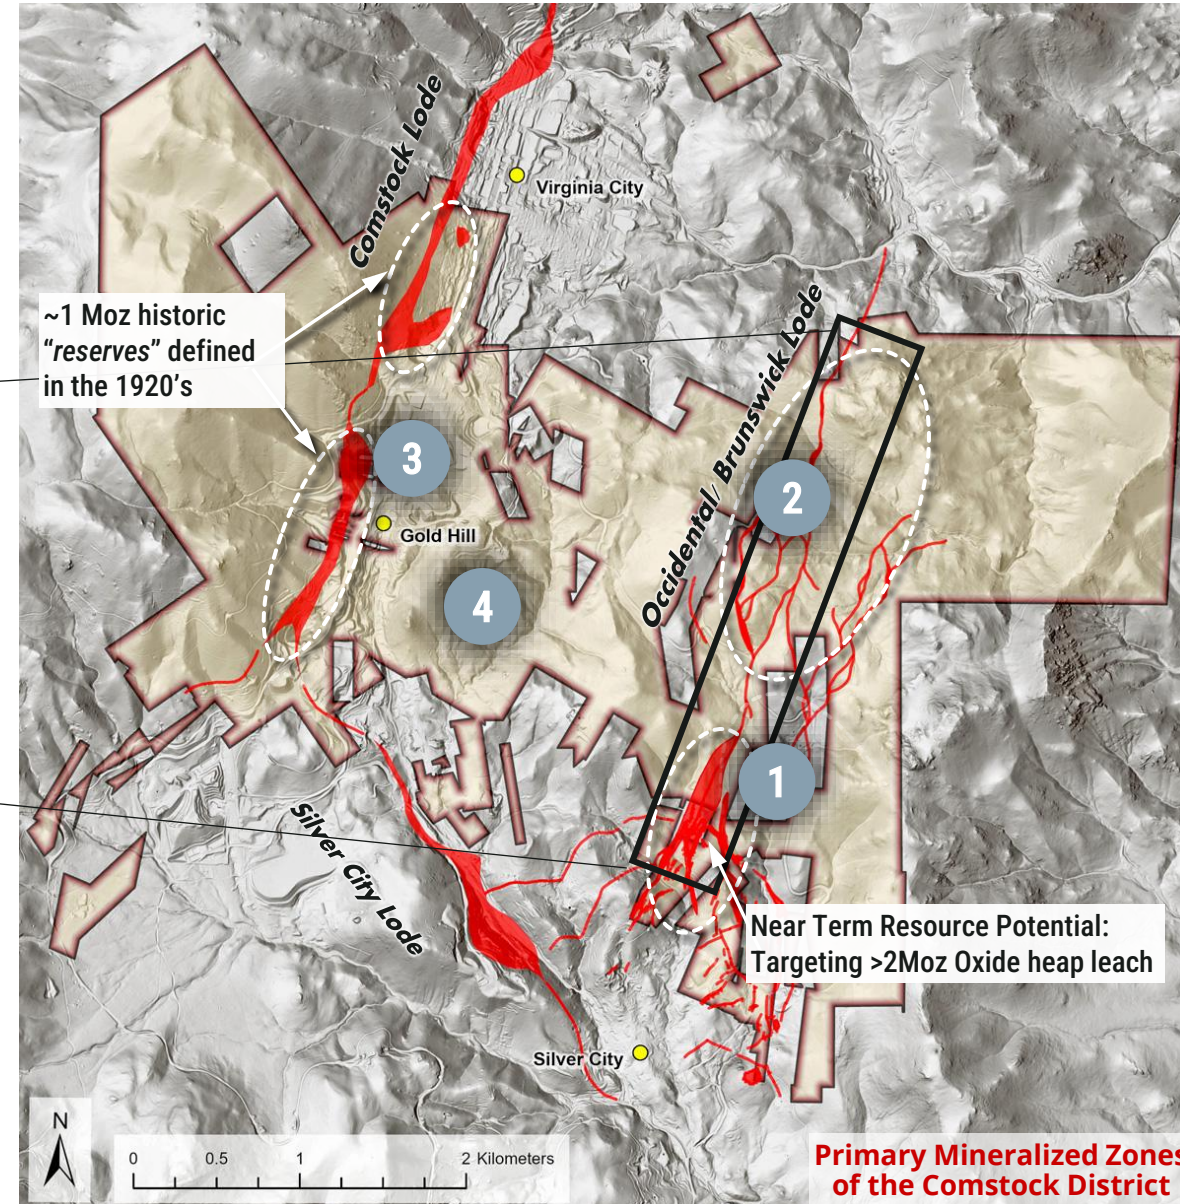 Comstock Lode
Virginia City
~1 Moz historic
“reserves” defined
in the 1920’s
Occidental/ Brunswick Lode
3
2
Gold Hill
4
1
Silver City Lode
Near Term Resource Potential:
Targeting >2Moz Oxide heap leach
Silver City
N
0 0.5 1 2 Kilometers
Primary Mineralized Zones
of the Comstock District